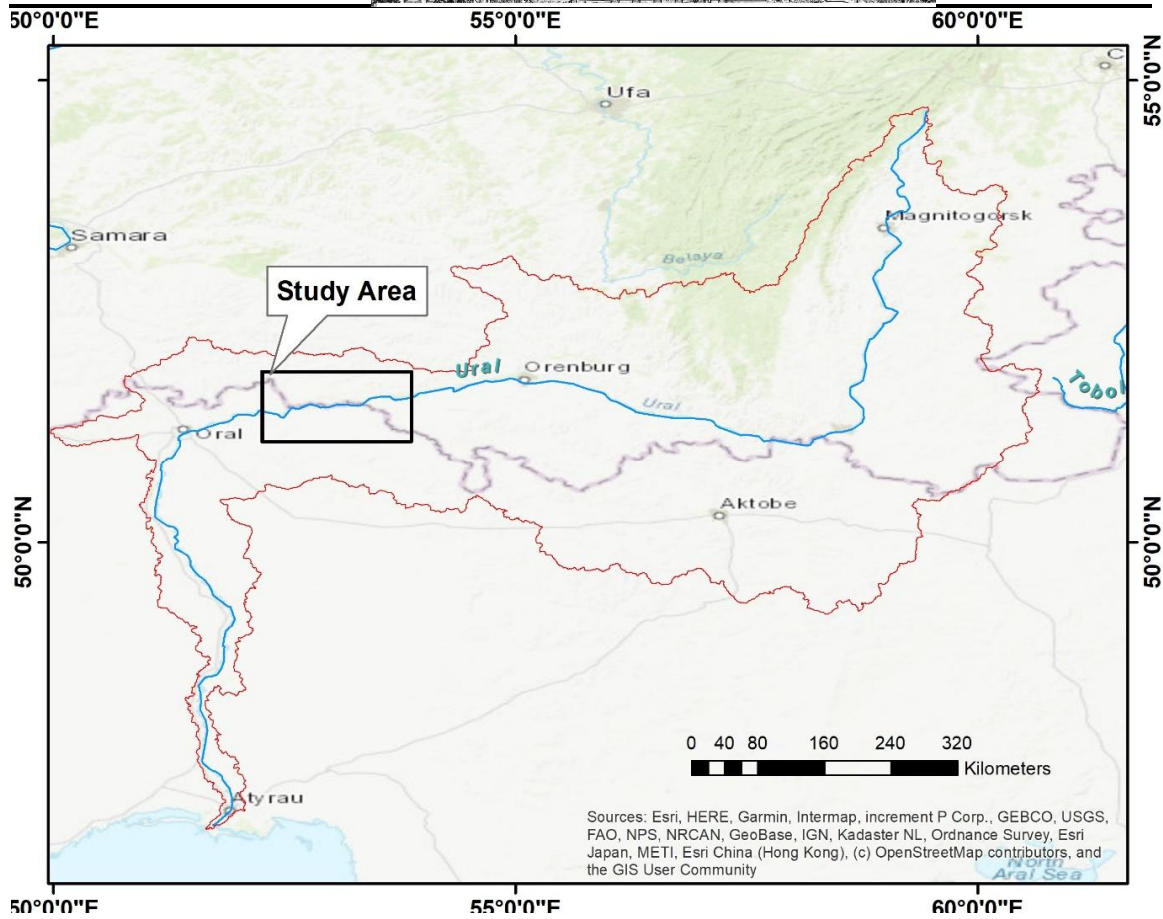 50°0'0"E 55°0'0"E 60°0'0"E
55°0'0"N
Ufa
Magnitogorsk
Samara
Belaya
Study Area
Ural
Orenburg
Ural
Tobol
Oral
Aktobe
50°0'0"N
50°0'0"N
0 40 80 160 240 320
Kilometers
Atyrau
Sources: Esri, HERE, Garmin, Intermap, increment P Corp., GEBCO, USGS,
FAO, NPS, NRCAN, GeoBase, IGN, Kadaster NL, Ordnance Survey, Esri
Japan, METI, Esri China (Hong Kong), (c) OpenStreetMap contributors, and
the GIS User Community
North
Aral Sea
50°0'0"E 55°0'0"E 60°0'0"E